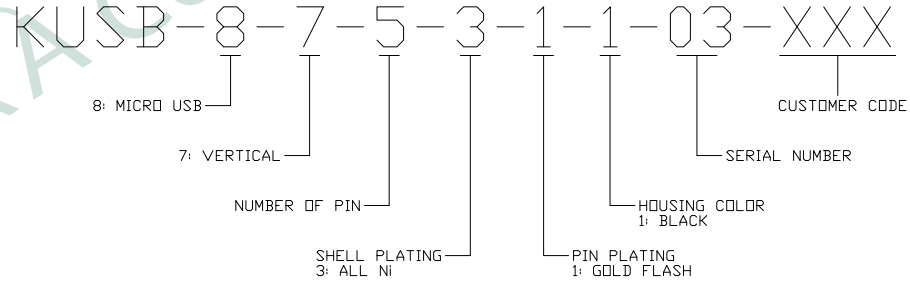 KUSB-8-7-5-3-1-1-03-XXX
8: MICRO USB
CUSTOMER CODE
7: VERTICAL
SERIAL NUMBER
NUMBER OF PIN
HOUSING COLOR
1: BLACK
SHELL PLATING
3: ALL Ni
PIN PLATING
1: GOLD FLASH